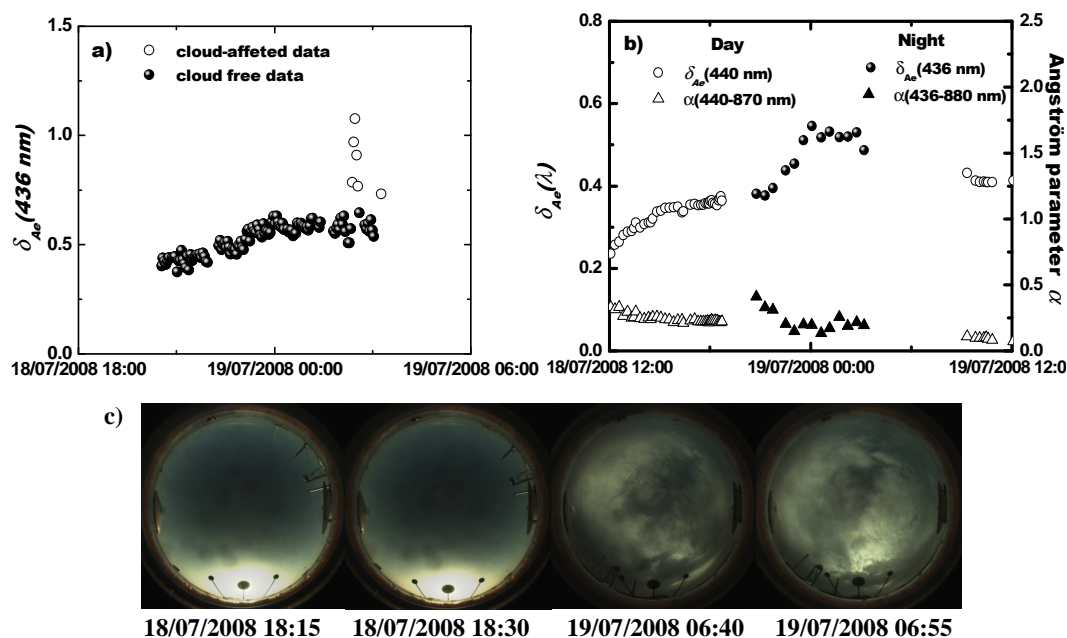 a)
cloud-affeted data
cloud free data
δAe(436 nm)
1.5
1.0
0.5
0.0
18/07/2008 18:00
19/07/2008 00:00
19/07/2008 06:00
b)
Day
Night
δAe(440 nm)
α(440-870 nm)
δAe(436 nm)
α(436-880 nm)
δAe(λ)
0.8
0.6
0.4
0.2
0.0
2.5
2.0
1.5
1.0
0.5
0.0
Angström parameter α
18/07/2008 12:00
19/07/2008 00:00
19/07/2008 12:0
c)
18/07/2008 18:15
18/07/2008 18:30
19/07/2008 06:40
19/07/2008 06:55